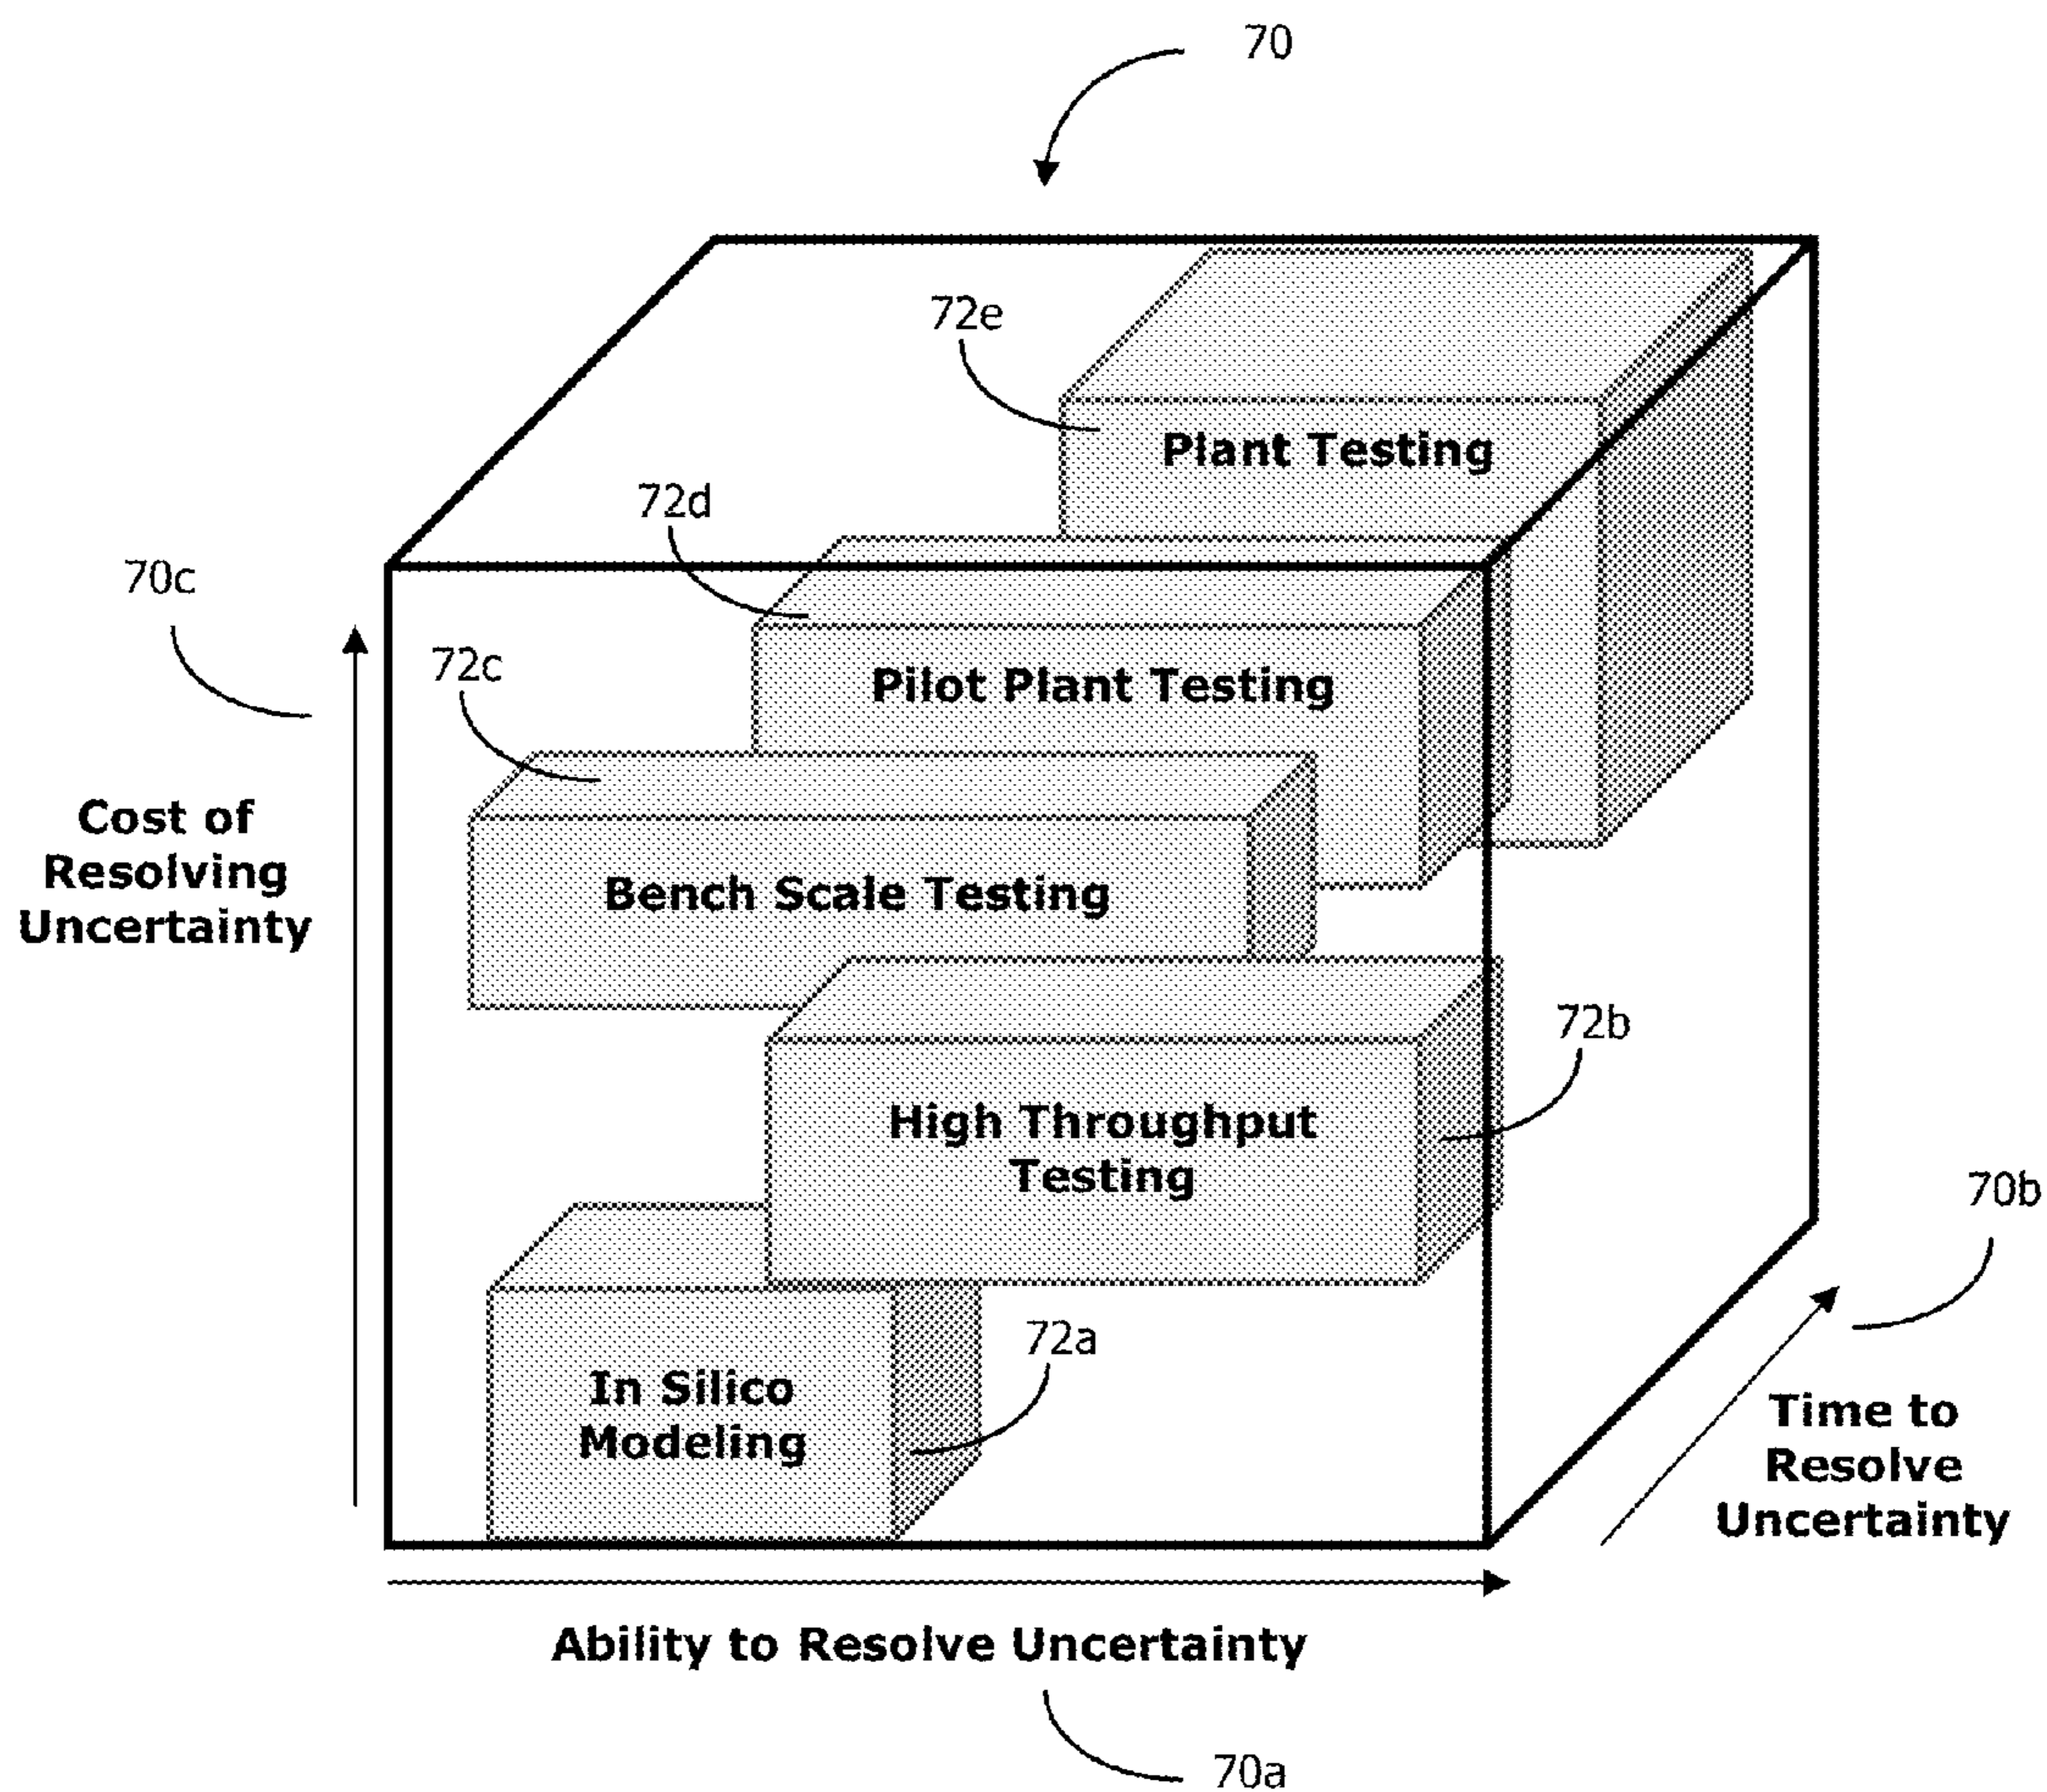 70
72e
Plant Testing
72d
70c
Pilot Plant Testing
72c
Cost of
Resolving
Uncertainty
Bench Scale Testing
72b
High Throughput
Testing
70b
72a
In Silico
Modeling
Time to
Resolve
Uncertainty
Ability to Resolve Uncertainty
70a